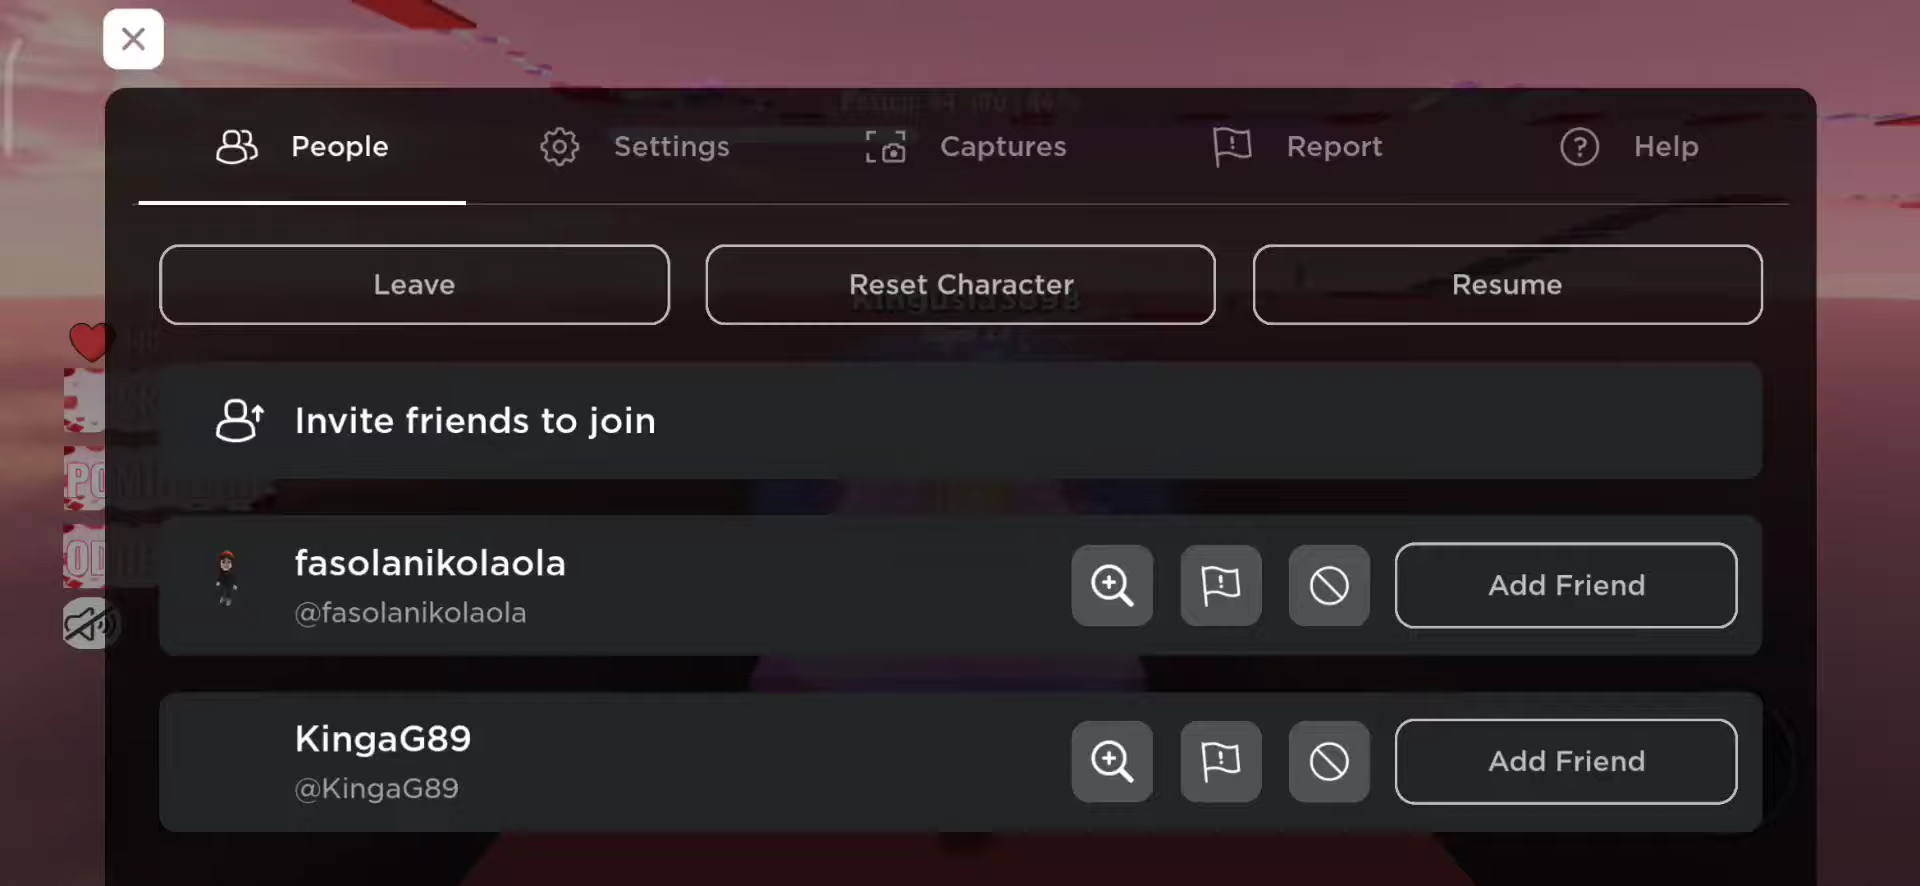 People
Settings
Captures
Report
Help
Leave
Reset Character
Resume
Invite friends to join
fasolanikolaola
@fasolanikolaola
Add Friend
KingaG89
@KingaG89
Add Friend